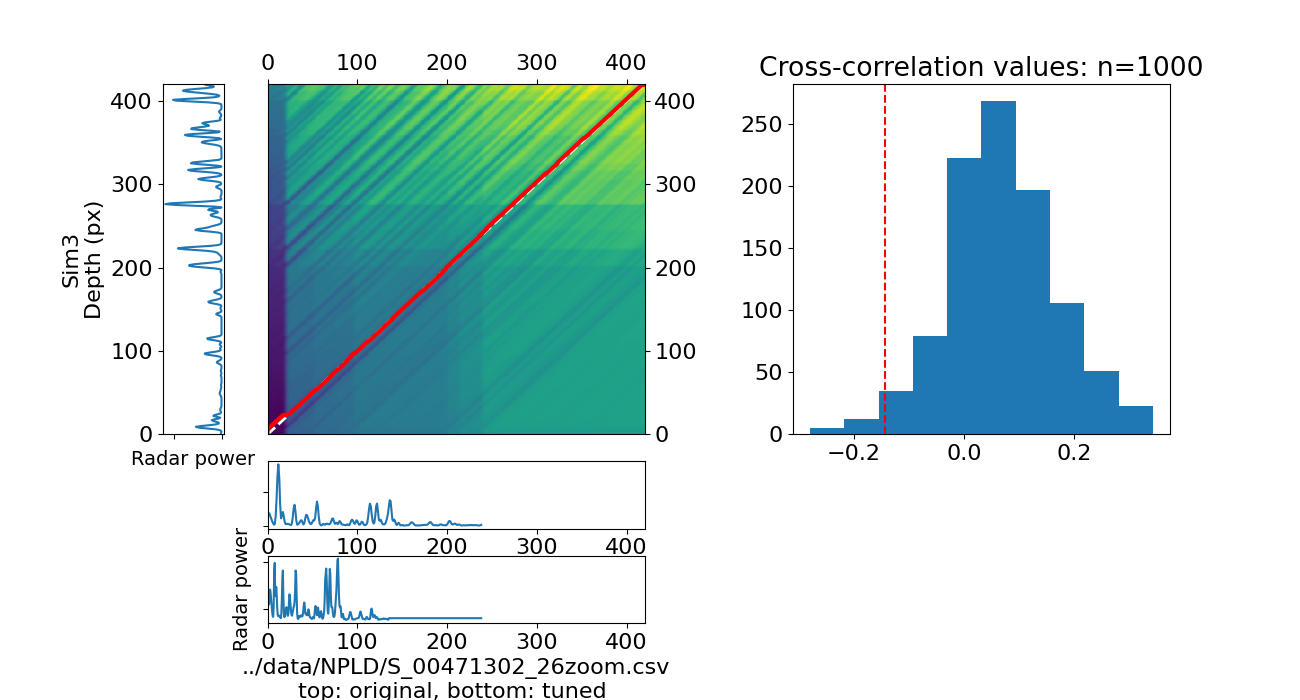 Cross-correlation values: n=1000
0 100 200 300 400
400
300
200
100
0
Sim3
Depth (px)
Radar power
400
300
200
100
0
250
200
150
100
50
0
−0.2 0.0 0.2
0 100 200 300 400
Radar power
0 100 200 300 400
../data/NPLD/S_00471302_26zoom.csv
top: original, bottom: tuned